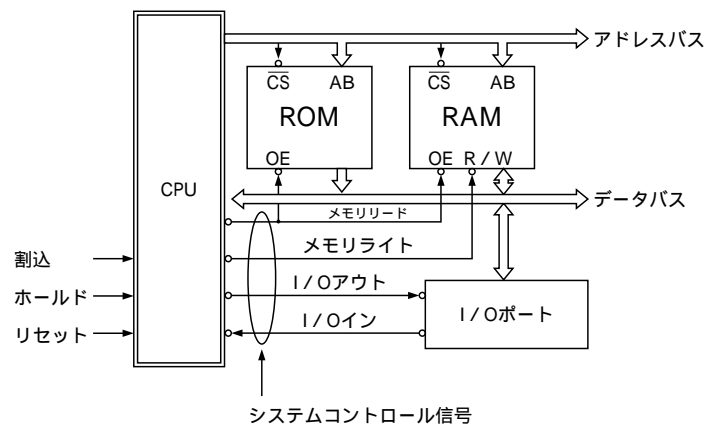 アドレスバス
CS AB
CS AB
ROM
RAM
OE
OE R / W
CPU
データバス
メモリリード
メモリライト
割込
I / Oアウト
ホールド
I / Oポート
I / Oイン
リセット
システムコントロール信号